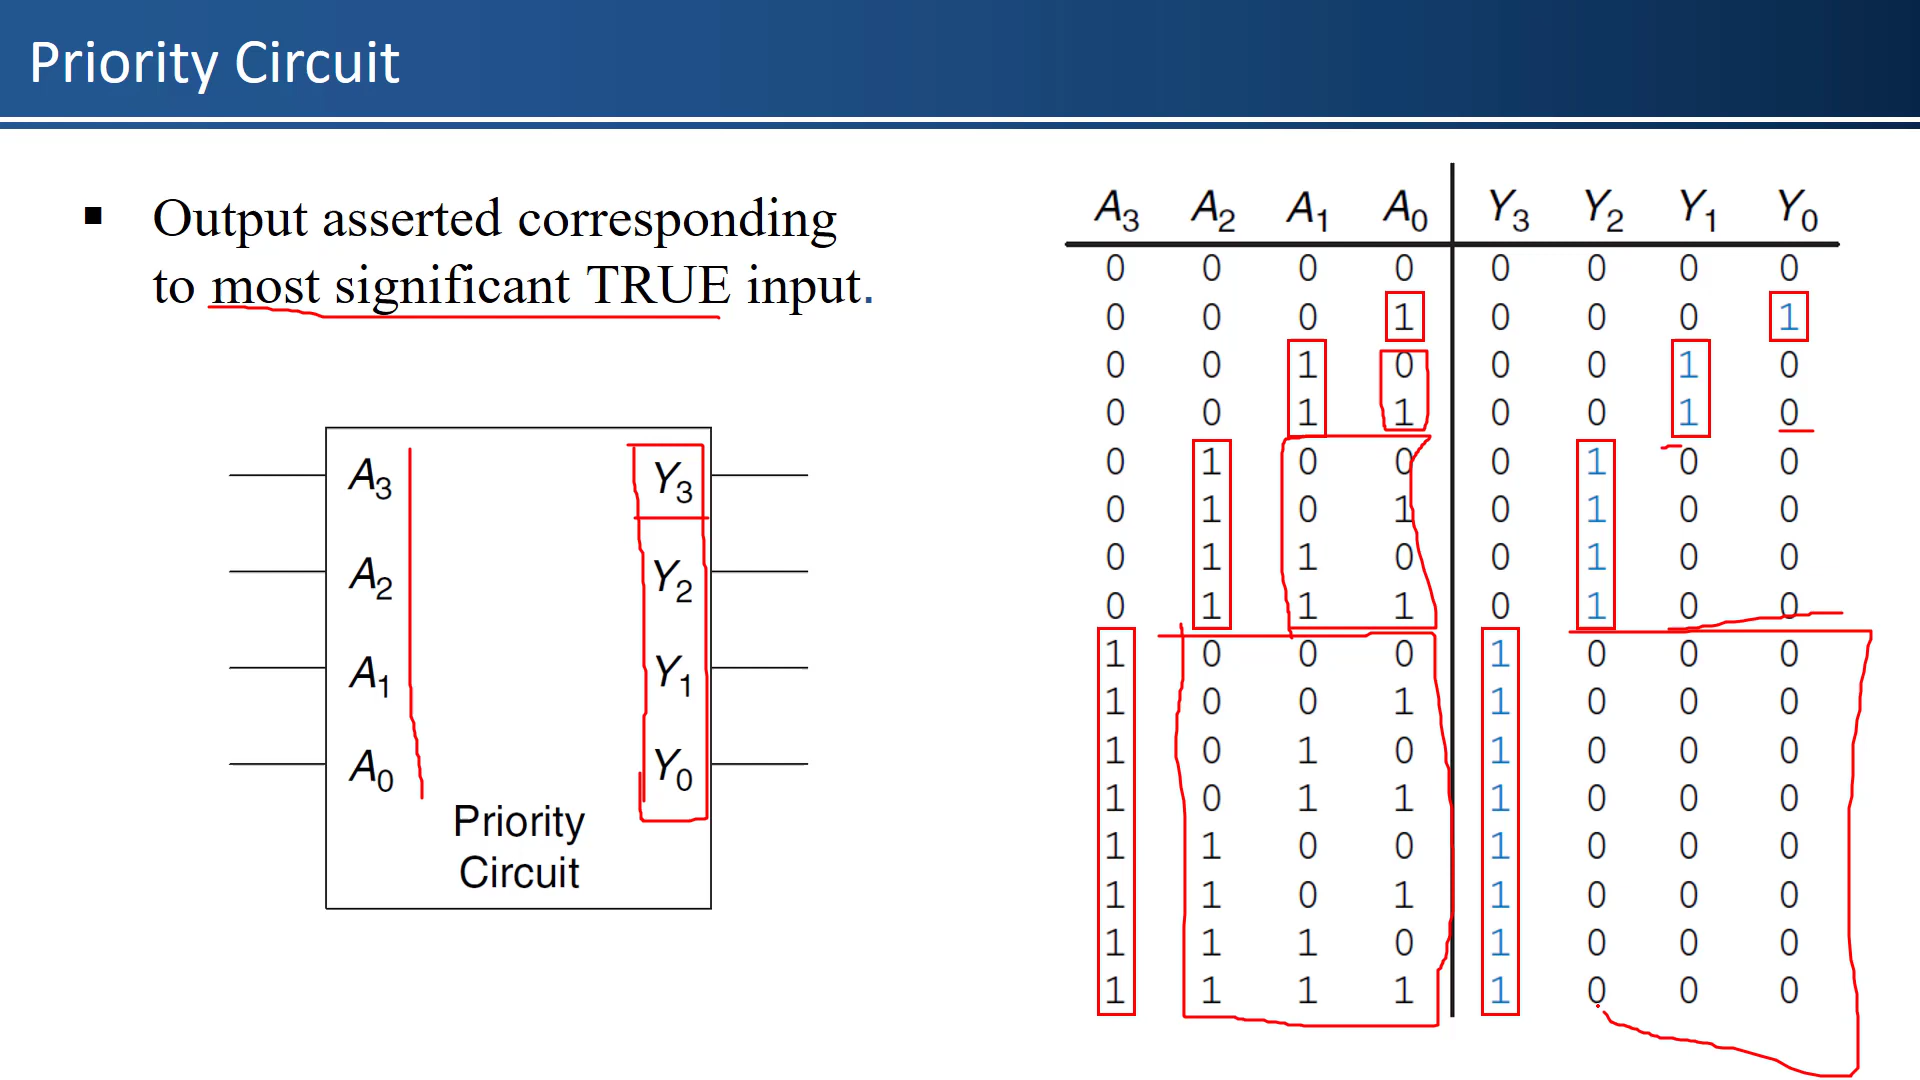 Priority Circuit
▪ Output asserted corresponding
to most significant TRUE input.
A3 Y3
A2 Y2
A1 Y1
A0 Y0
Priority
Circuit
A3 A2 A1 A0 Y3 Y2 Y1 Y0
0 0 0 0 0 0 0 0
0 0 0 1 0 0 0 1
0 0 1 0 0 0 1 0
0 0 1 1 0 0 1 0
0 1 0 0 0 1 0 0
0 1 0 1 0 1 0 0
0 1 1 0 0 1 0 0
0 1 1 1 0 1 0 0
1 0 0 0 1 0 0 0
1 0 0 1 1 0 0 0
1 0 1 0 1 0 0 0
1 0 1 1 1 0 0 0
1 1 0 0 1 0 0 0
1 1 0 1 1 0 0 0
1 1 1 0 1 0 0 0
1 1 1 1 1 0 0 0